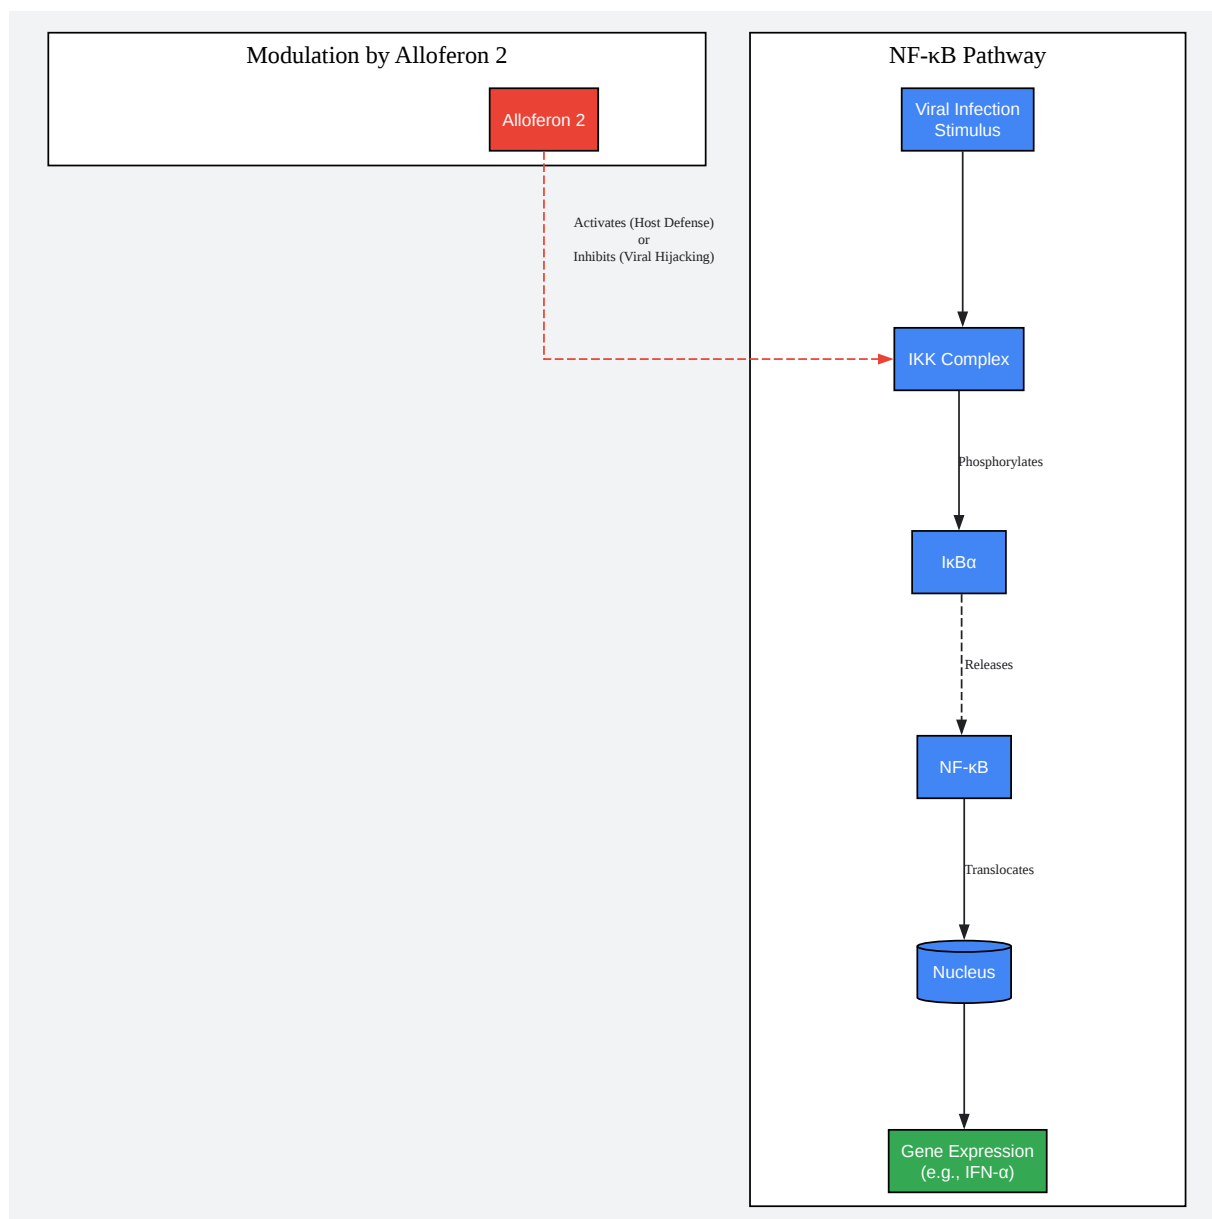 Modulation by Alloferon 2
Alloferon 2
Activates (Host Defense)
or
Inhibits (Viral Hijacking)
NF-κB Pathway
Viral Infection
Stimulus
IKK Complex
Phosphorylates
IκBα
Releases
NF-κB
Translocates
Nucleus
Gene Expression
(e.g., IFN-α)